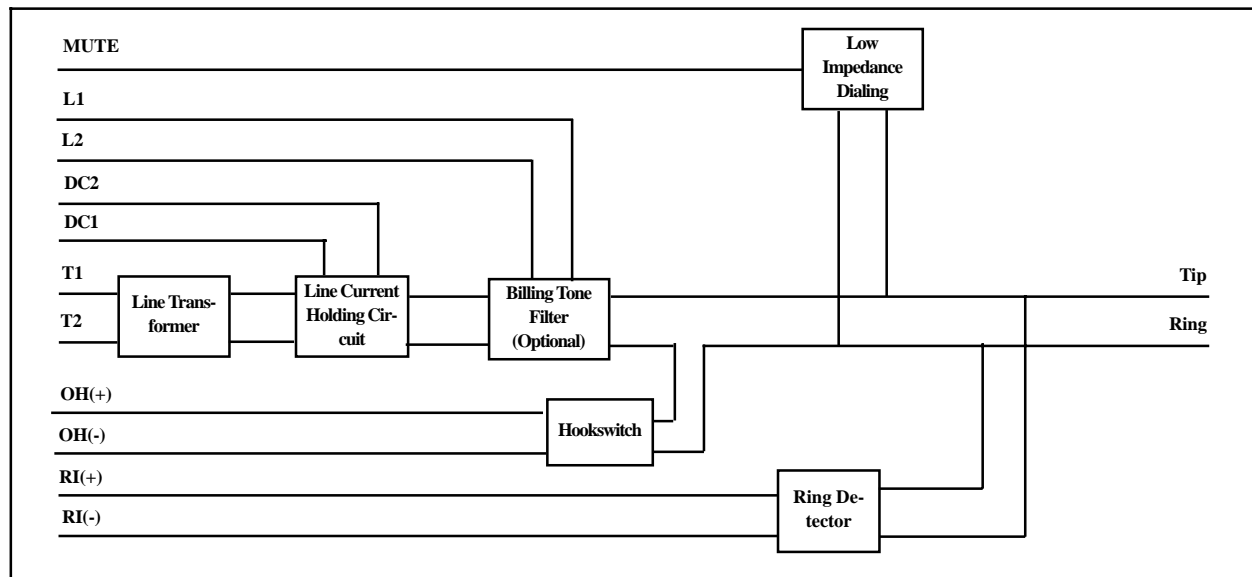 MUTE
Low
Impedance
Dialing
L1
L2
DC2
DC1
T1
T2
Line Trans-
former
Line Current
Holding Cir-
cuit
Billing Tone
Filter
(Optional)
Tip
Ring
OH(+)
OH(-)
Hookswitch
RI(+)
RI(-)
Ring De-
tector